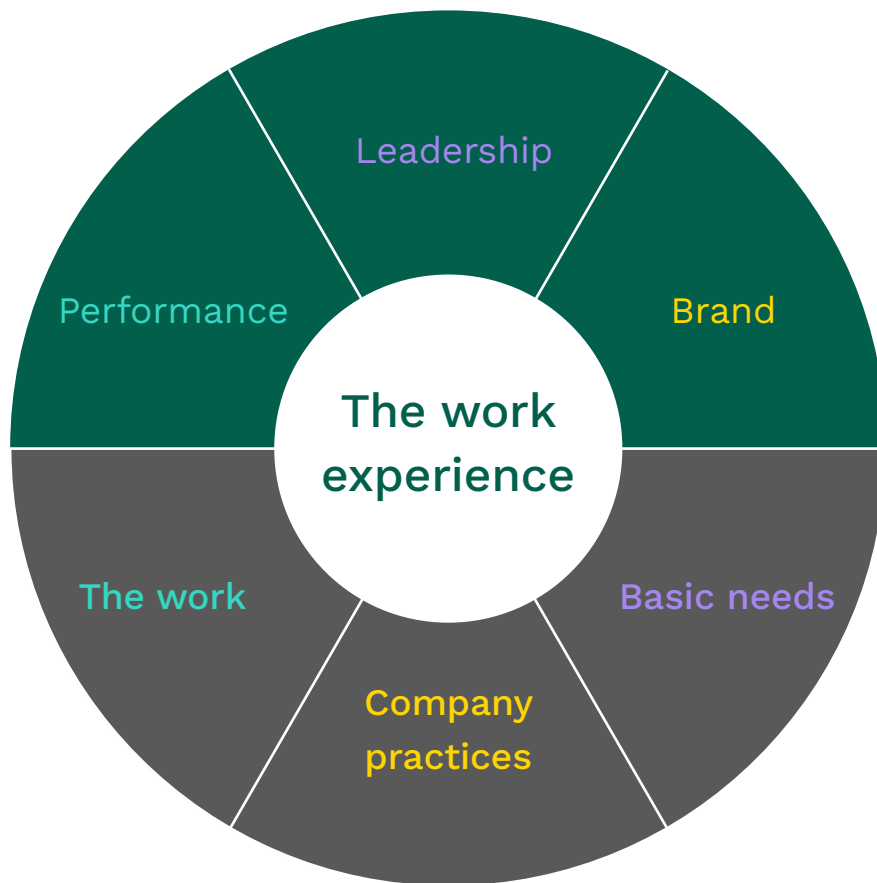 Leadership
Performance
Brand
The work
experience
The work
Basic needs
Company
practices